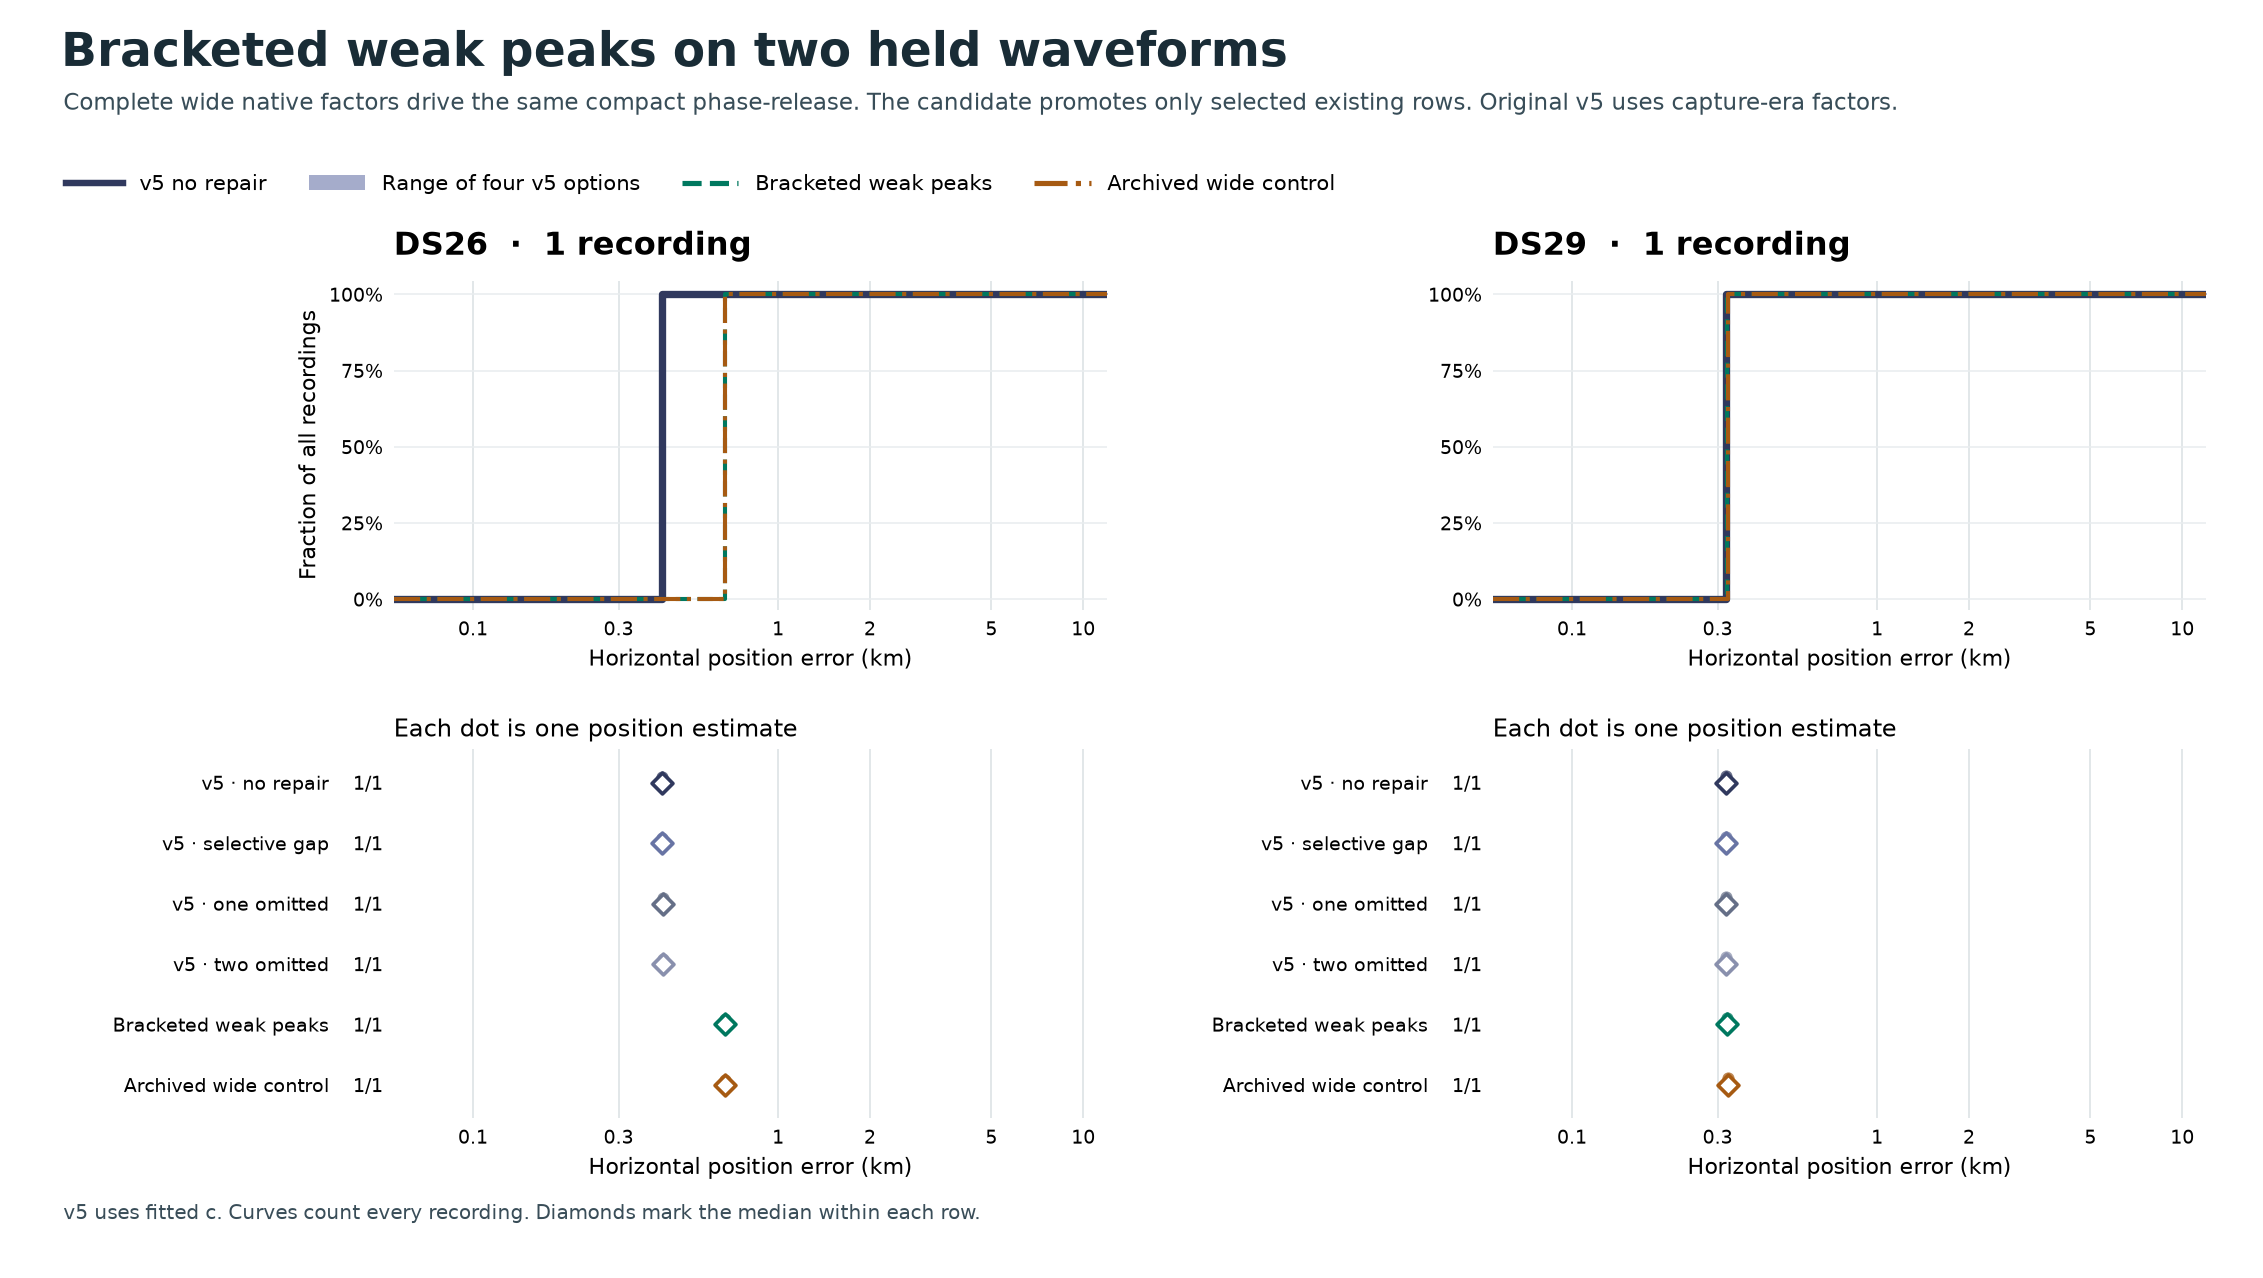 Bracketed weak peaks on two held waveforms
Complete wide native factors drive the same compact phase-release. The candidate promotes only selected existing rows. Original v5 uses capture-era factors.
v5 no repair
Range of four v5 options
Bracketed weak peaks
Archived wide control
DS26 · 1 recording
100%
75%
50%
25%
0%
Fraction of all recordings
0.1 0.3 1 2 5 10
Horizontal position error (km)
DS29 · 1 recording
100%
75%
50%
25%
0%
0.1 0.3 1 2 5 10
Horizontal position error (km)
Each dot is one position estimate
v5 · no repair 1/1
v5 · selective gap 1/1
v5 · one omitted 1/1
v5 · two omitted 1/1
Bracketed weak peaks 1/1
Archived wide control 1/1
0.1 0.3 1 2 5 10
Horizontal position error (km)
Each dot is one position estimate
v5 · no repair 1/1
v5 · selective gap 1/1
v5 · one omitted 1/1
v5 · two omitted 1/1
Bracketed weak peaks 1/1
Archived wide control 1/1
0.1 0.3 1 2 5 10
Horizontal position error (km)
v5 uses fitted c. Curves count every recording. Diamonds mark the median within each row.